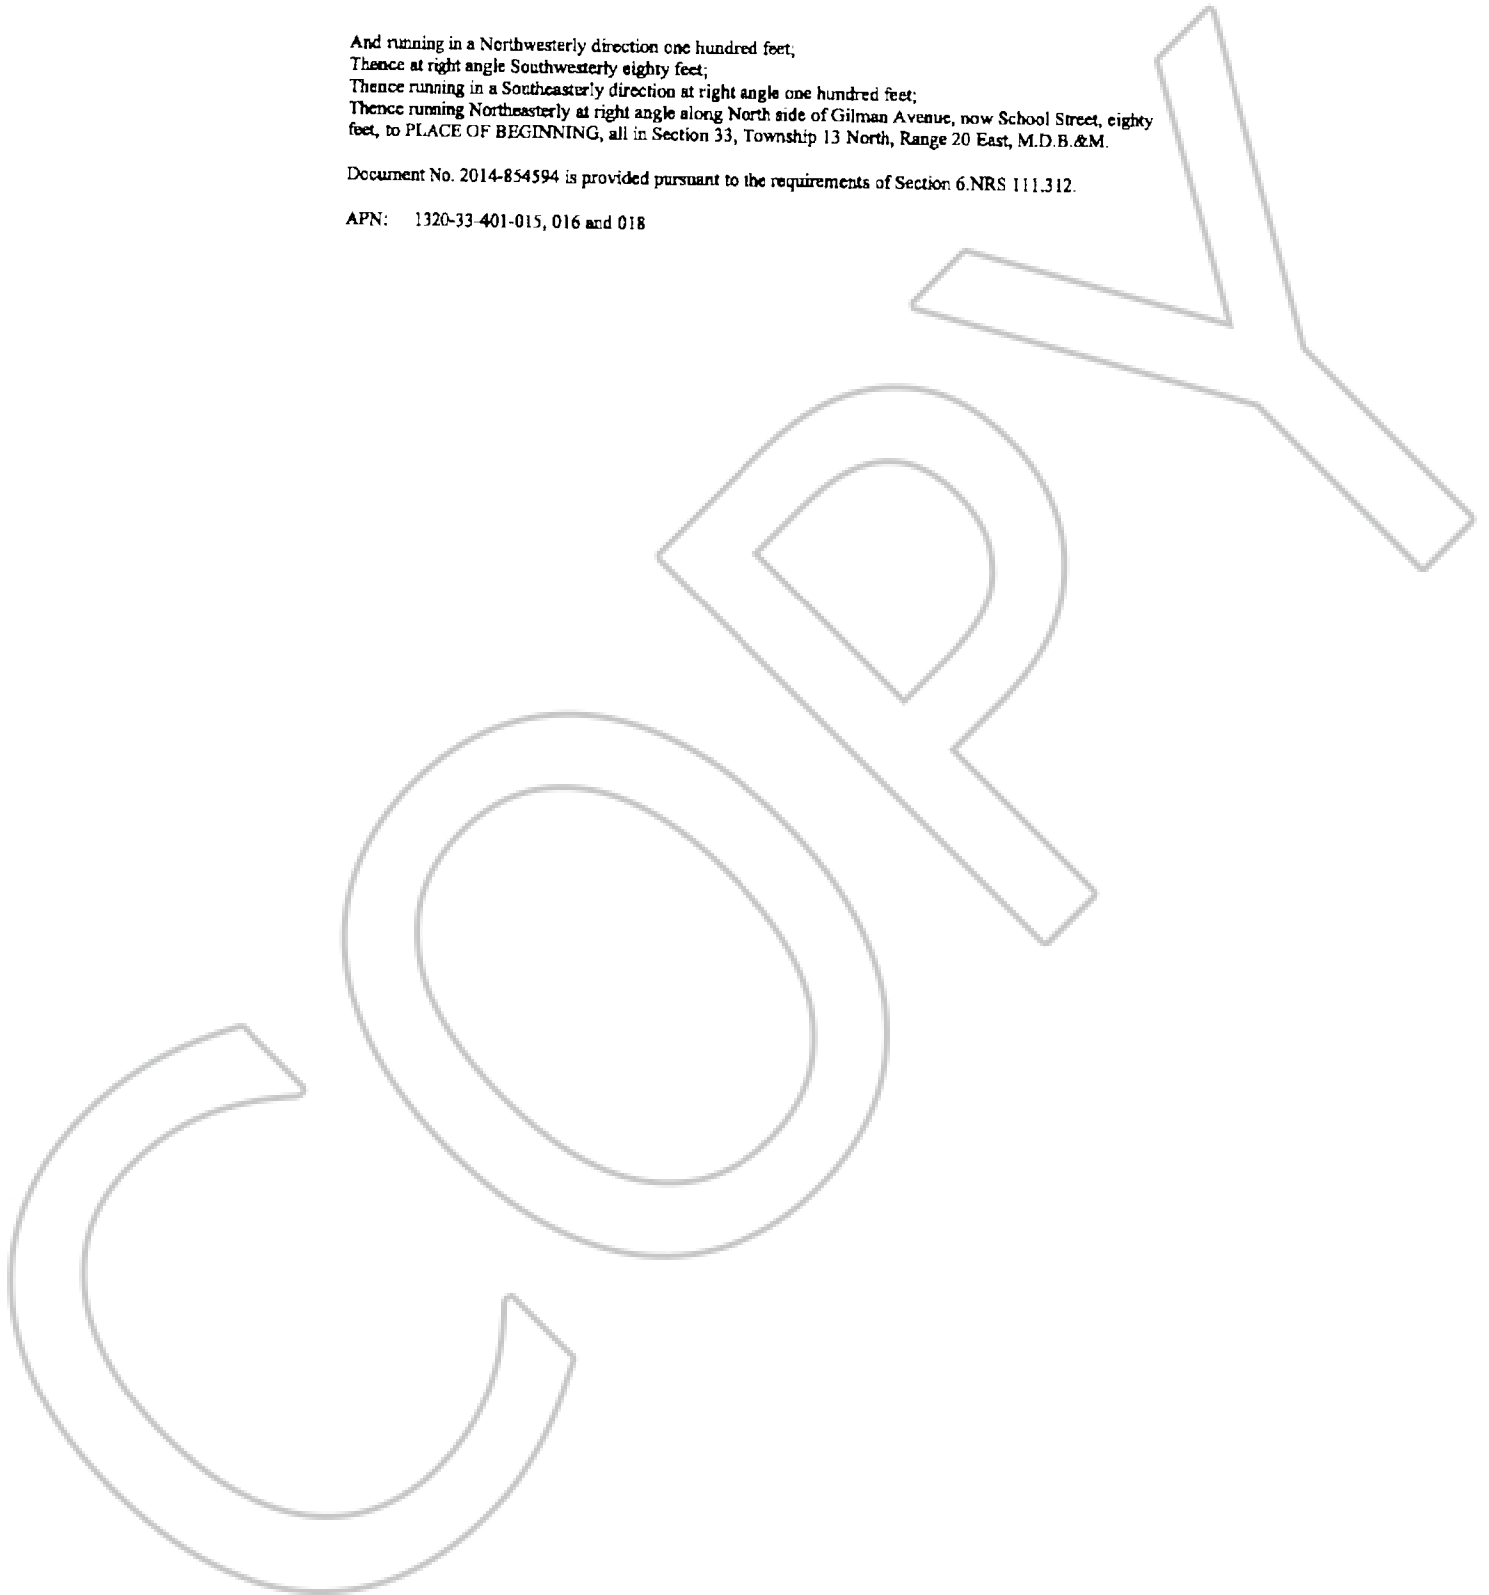 And running in a Northwesterly direction one hundred feet;
Thence at right angle Southwesterly eighty feet;
Thence running in a Southeasterly direction at right angle one hundred feet;
Thence running Northeasterly at right angle along North side of Gilman Avenue, now School Street, eighty
feet, to PLACE OF BEGINNING, all in Section 33, Township 13 North, Range 20 East, M.D.B.&M.
Document No. 2014-854594 is provided pursuant to the requirements of Section 6.NRS 111.312.
APN: 1320-33-401-015, 016 and 018
COPY